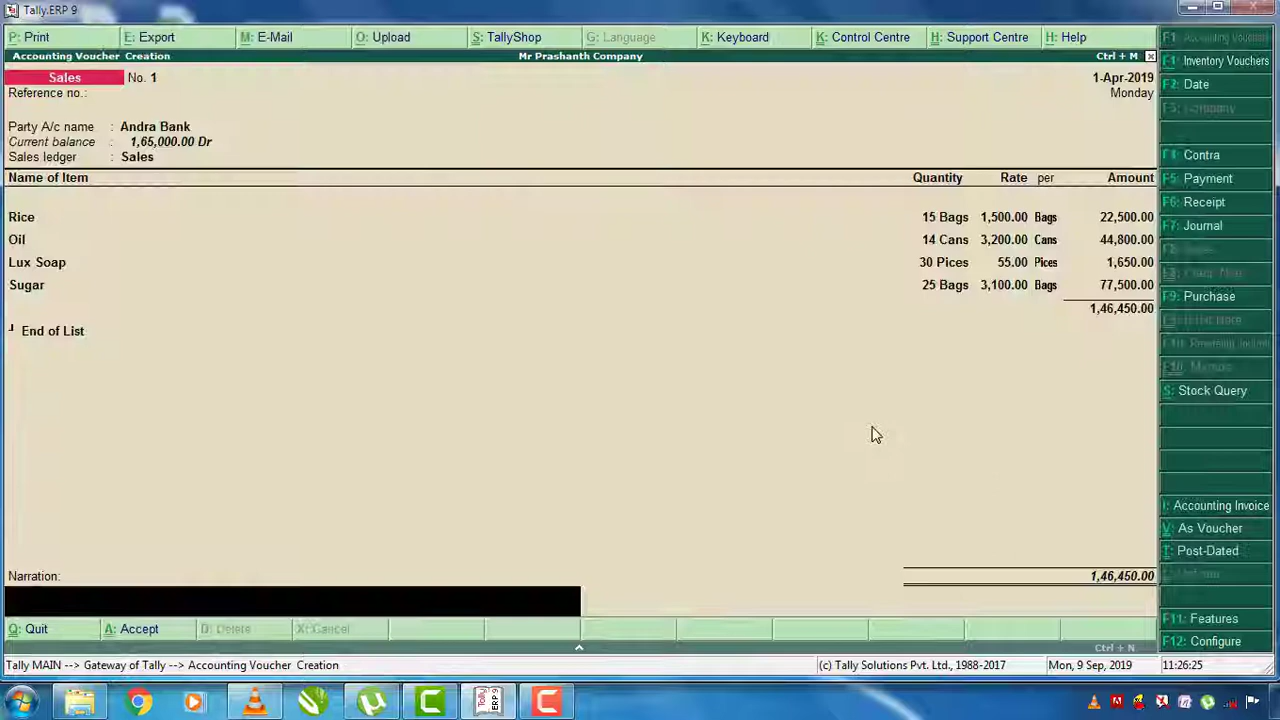 Tally.ERP 9
P: Print E: Export M: E-Mail O: Upload S: TallyShop G: Language K: Keyboard K: Control Centre H: Support Centre H: Help
Accounting Voucher Creation Mr Prashanth Company Ctrl + M
Sales No. 1 1-Apr-2019
Reference no.: Monday
Party A/c name : Andra Bank
Current balance : 1,65,000.00 Dr
Sales ledger : Sales
Name of Item Quantity Rate per Amount
Rice 15 Bags 1,500.00 Bags 22,500.00
Oil 14 Cans 3,200.00 Cans 44,800.00
Lux Soap 30 Pices 55.00 Pices 1,650.00
Sugar 25 Bags 3,100.00 Bags 77,500.00
1,46,450.00
End of List
Narration: 1,46,450.00
Q: Quit A: Accept D: Delete X: Cancel
Ctrl + N
Tally MAIN --> Gateway of Tally --> Accounting Voucher Creation (c) Tally Solutions Pvt. Ltd., 1988-2017 Mon, 9 Sep, 2019 11:26:25
F1: Accounting Vouchers
F1: Inventory Vouchers
F2: Date
F3: Company
F4: Contra
F5: Payment
F6: Receipt
F7: Journal
F9: Purchase
S: Stock Query
I: Accounting Invoice
V: As Voucher
T: Post-Dated
F11: Features
F12: Configure